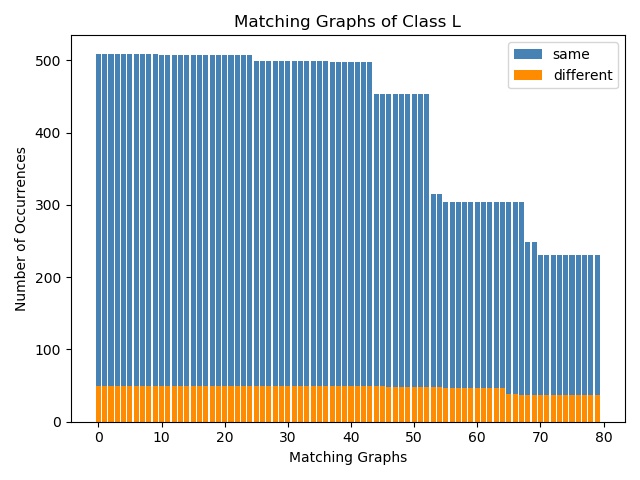 Matching Graphs of Class L
same
different
Number of Occurrences
500
400
300
200
100
0
0 10 20 30 40 50 60 70 80
Matching Graphs